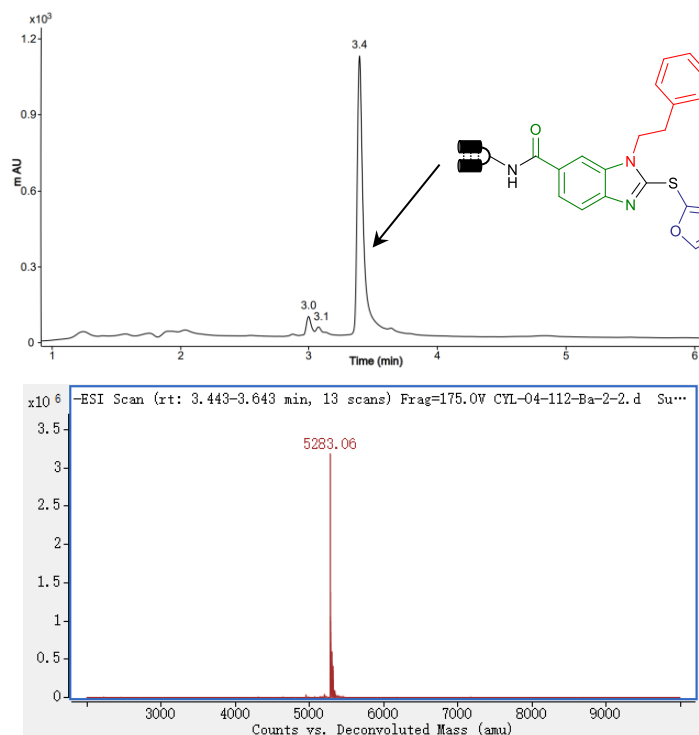 x10³
1.2
0.9
0.6
0.3
0
m AU
3.4
3.0
3.1
1 2 3 4 5 6
Time (min)
O
N
H
N
N
S
O
x10⁶
-ESI Scan (rt: 3.443-3.643 min, 13 scans) Frag=175.0V CYL-04-112-Ba-2-2.d Su⋯
3.5
3
2.5
2
1.5
1
0.5
0
5283.06
3000 4000 5000 6000 7000 8000 9000
Counts vs. Deconvoluted Mass (amu)